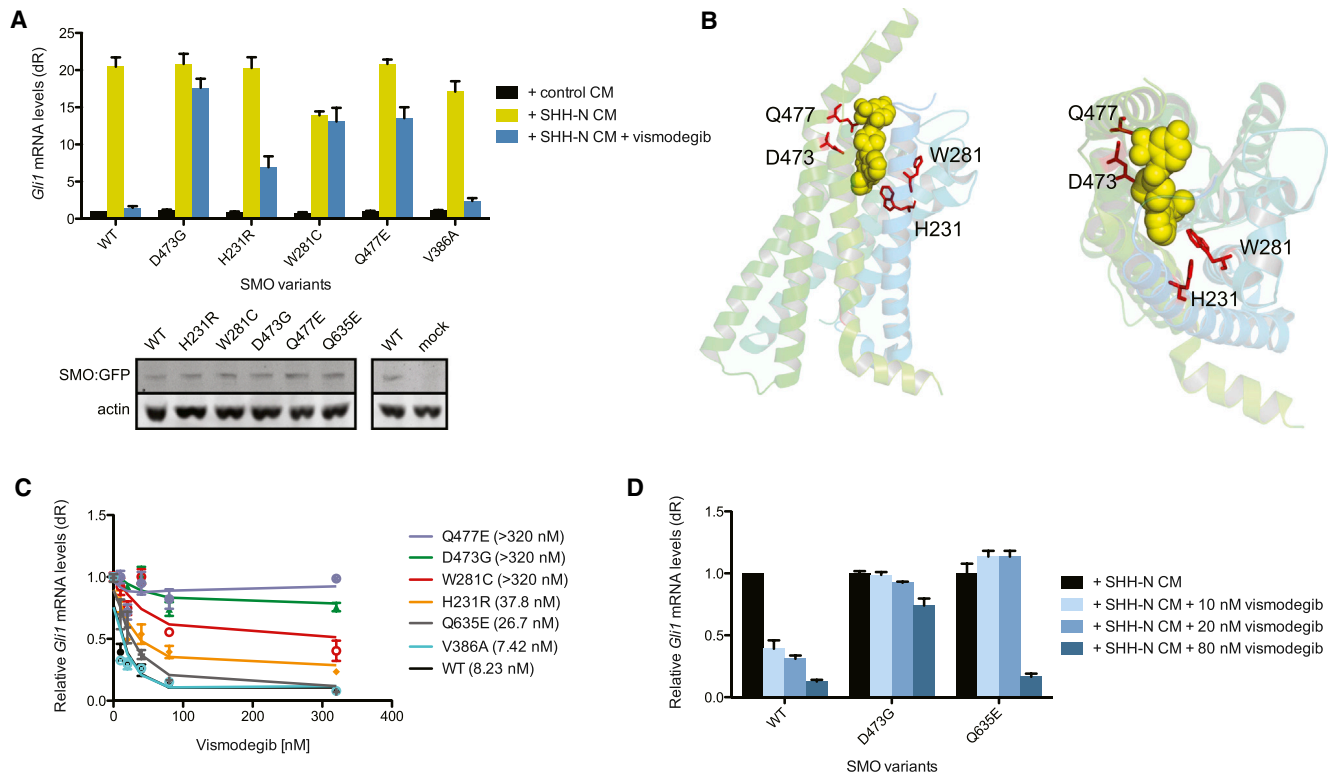 A
Gli1 mRNA levels (dR)
25
20
15
10
5
0
WT
D473G
H231R
W281C
Q477E
V386A
SMO variants
+ control CM
+ SHH-N CM
+ SHH-N CM + vismodegib
WT
H231R
W281C
D473G
Q477E
Q635E
WT
mock
SMO:GFP
actin
B
Q477
D473
W281
H231
Q477
D473
W281
H231
C
Relative Gli1 mRNA levels (dR)
1.5
1.0
0.5
0.0
0
100
200
300
400
Vismodegib [nM]
Q477E (>320 nM)
D473G (>320 nM)
W281C (>320 nM)
H231R (37.8 nM)
Q635E (26.7 nM)
V386A (7.42 nM)
WT (8.23 nM)
D
Relative Gli1 mRNA levels (dR)
1.5
1.0
0.5
0.0
WT
D473G
Q635E
SMO variants
+ SHH-N CM
+ SHH-N CM + 10 nM vismodegib
+ SHH-N CM + 20 nM vismodegib
+ SHH-N CM + 80 nM vismodegib